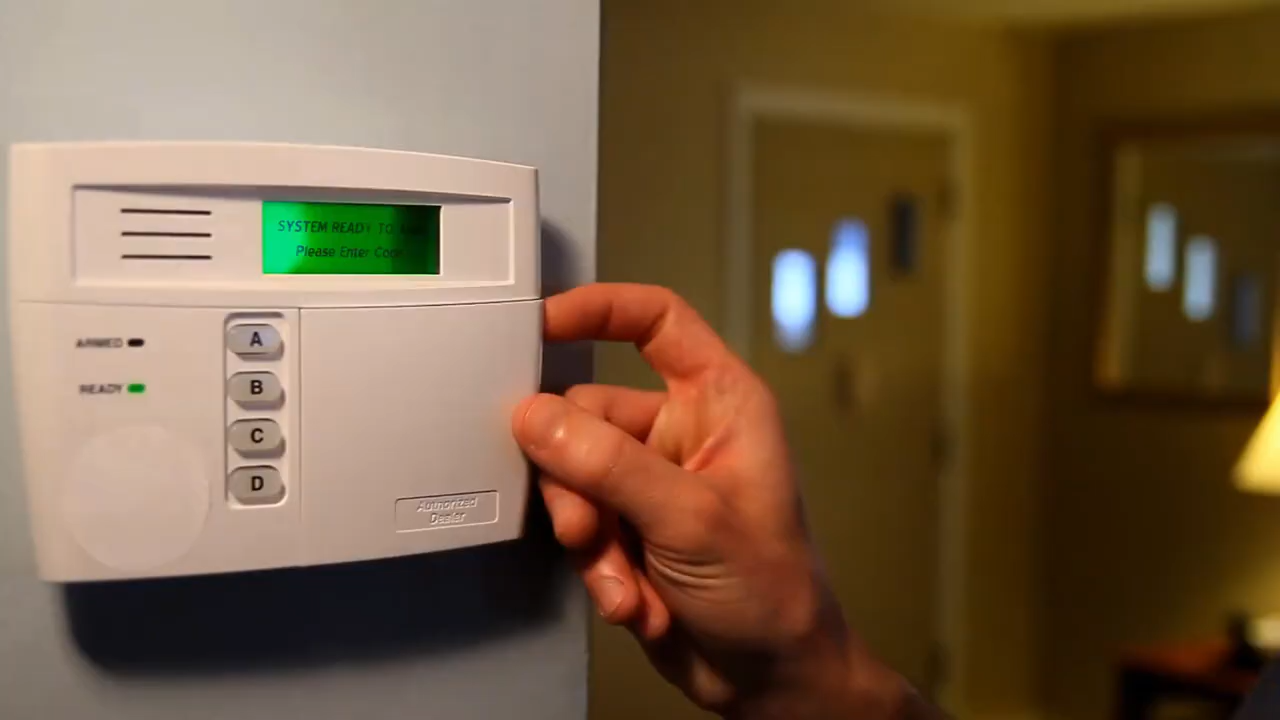 SYSTEM READY TO
Please Enter Code
ARMED
READY
A
B
C
D
Authorized
Dealer